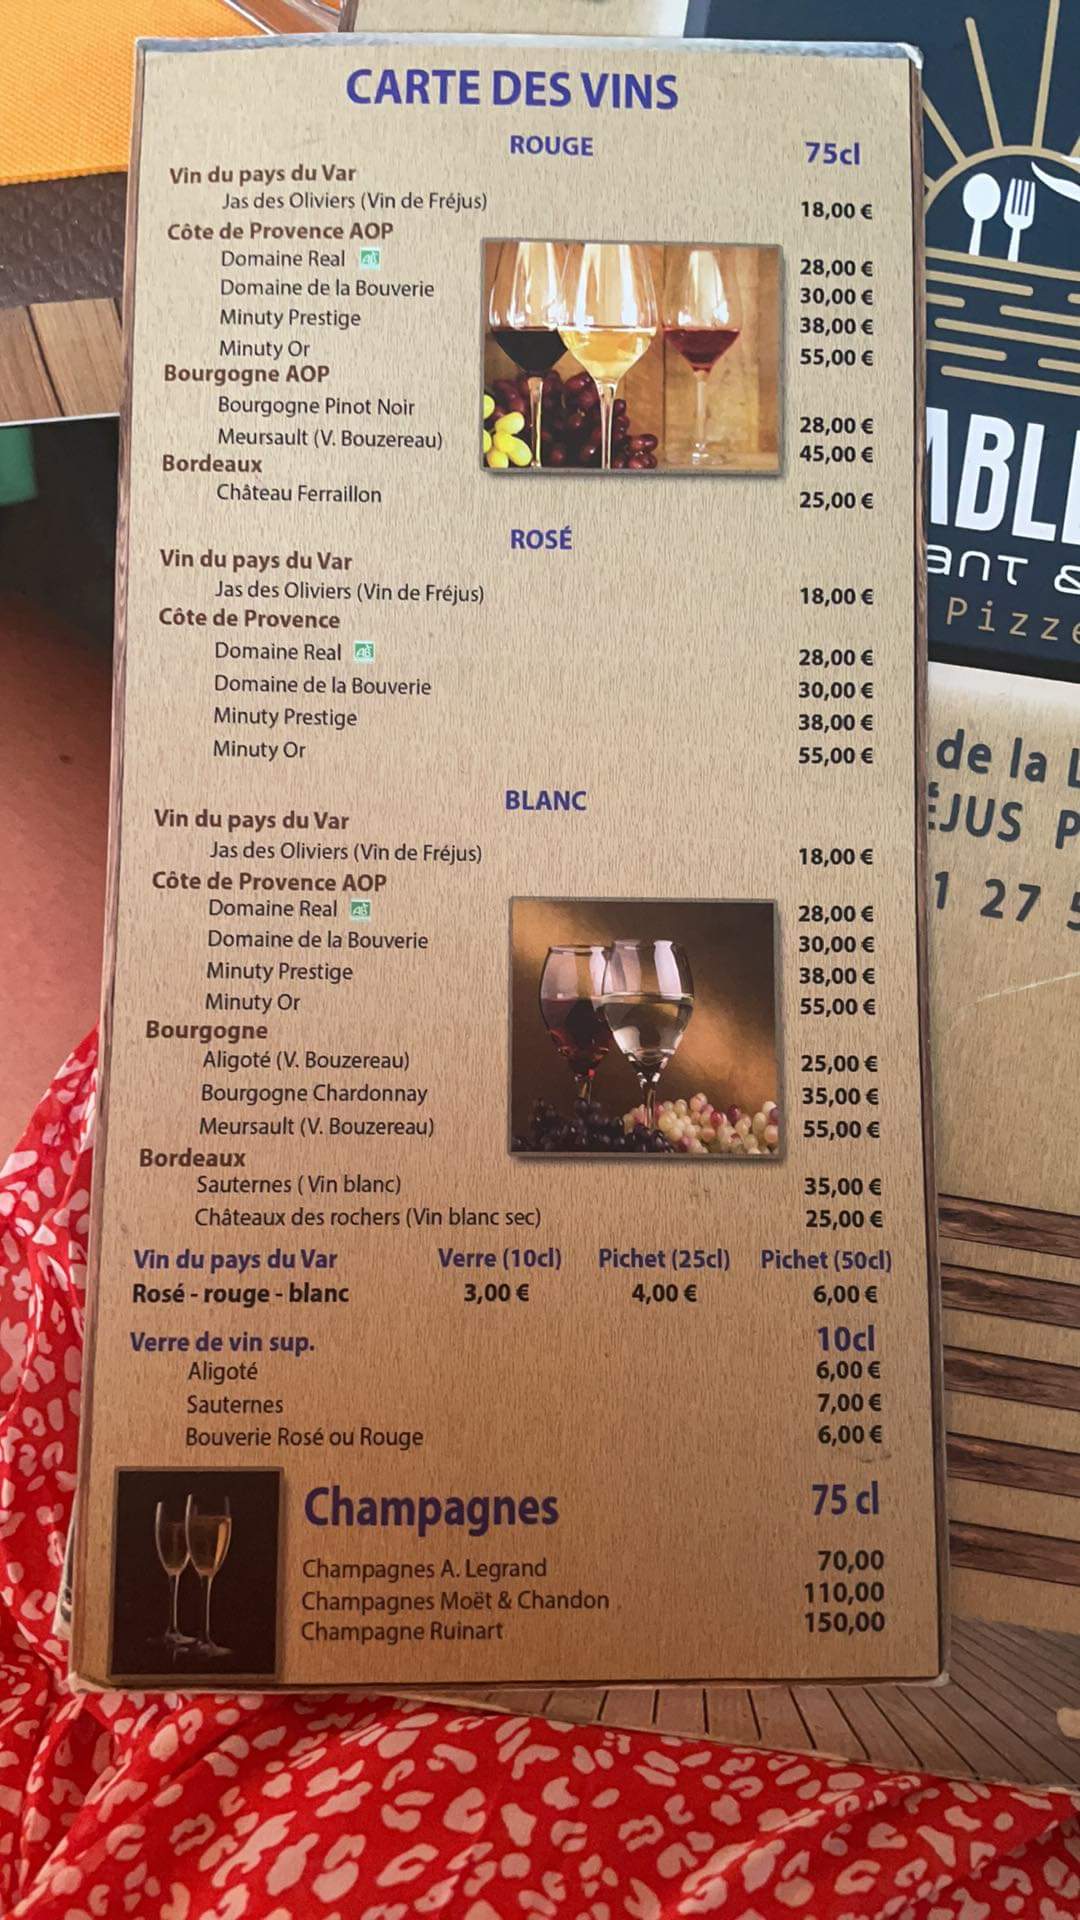 CARTE DES VINS
ROUGE 75cl
Vin du pays du Var
Jas des Oliviers (Vin de Fréjus) 18,00 €
Côte de Provence AOP
Domaine Real AB 28,00 €
Domaine de la Bouverie 30,00 €
Minuty Prestige 38,00 €
Minuty Or 55,00 €
Bourgogne AOP
Bourgogne Pinot Noir 28,00 €
Meursault (V. Bouzereau) 45,00 €
Bordeaux
Château Ferraillon 25,00 €
ROSÉ
Vin du pays du Var
Jas des Oliviers (Vin de Fréjus) 18,00 €
Côte de Provence
Domaine Real AB 28,00 €
Domaine de la Bouverie 30,00 €
Minuty Prestige 38,00 €
Minuty Or 55,00 €
BLANC
Vin du pays du Var
Jas des Oliviers (Vin de Fréjus) 18,00 €
Côte de Provence AOP
Domaine Real AB 28,00 €
Domaine de la Bouverie 30,00 €
Minuty Prestige 38,00 €
Minuty Or 55,00 €
Bourgogne
Aligoté (V. Bouzereau) 25,00 €
Bourgogne Chardonnay 35,00 €
Meursault (V. Bouzereau) 55,00 €
Bordeaux
Sauternes ( Vin blanc) 35,00 €
Châteaux des rochers (Vin blanc sec) 25,00 €
Vin du pays du Var Verre (10cl) Pichet (25cl) Pichet (50cl)
Rosé - rouge - blanc 3,00 € 4,00 € 6,00 €
Verre de vin sup. 10cl
Aligoté 6,00 €
Sauternes 7,00 €
Bouverie Rosé ou Rouge 6,00 €
Champagnes 75 cl
Champagnes A. Legrand 70,00
Champagnes Moët & Chandon 110,00
Champagne Ruinart 150,00
ABL
ANT &
Pizze
de la L
ÉJUS P
1 27 5